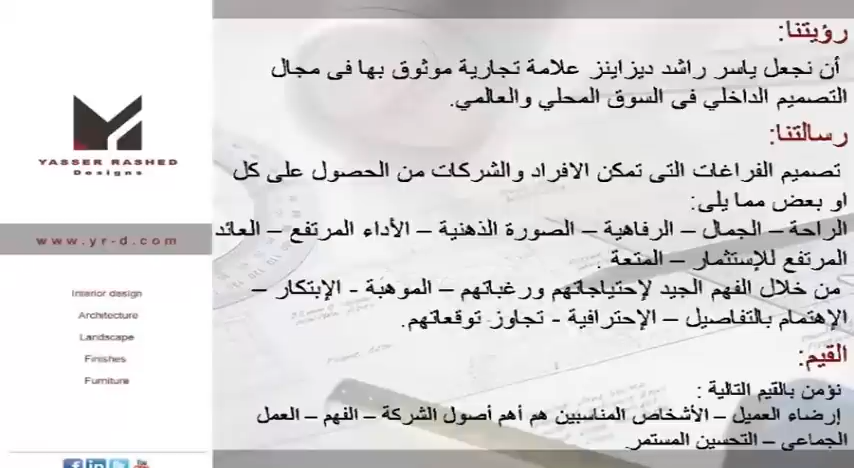 YASSER RASHED
Designs
www.yr-d.com
Interior design
Architecture
Landscape
Finishes
Furniture
رؤيتنا:
أن نجعل ياسر راشد ديزاينز علامة تجارية موثوق بها فى مجال
التصميم الداخلي فى السوق المحلي والعالمي.
رسالتنا:
تصميم الفراغات التى تمكن الافراد والشركات من الحصول على كل
او بعض مما يلى:
الراحة – الجمال – الرفاهية – الصورة الذهنية – الأداء المرتفع – العائد
المرتفع للإستثمار – المتعة .
من خلال الفهم الجيد لإحتياجاتهم ورغباتهم – الموهبة - الإبتكار –
الإهتمام بالتفاصيل – الإحترافية - تجاوز توقعاتهم.
القيم:
نؤمن بالقيم التالية :
إرضاء العميل – الأشخاص المناسبين هم أهم أصول الشركة – الفهم – العمل
الجماعى – التحسين المستمر.